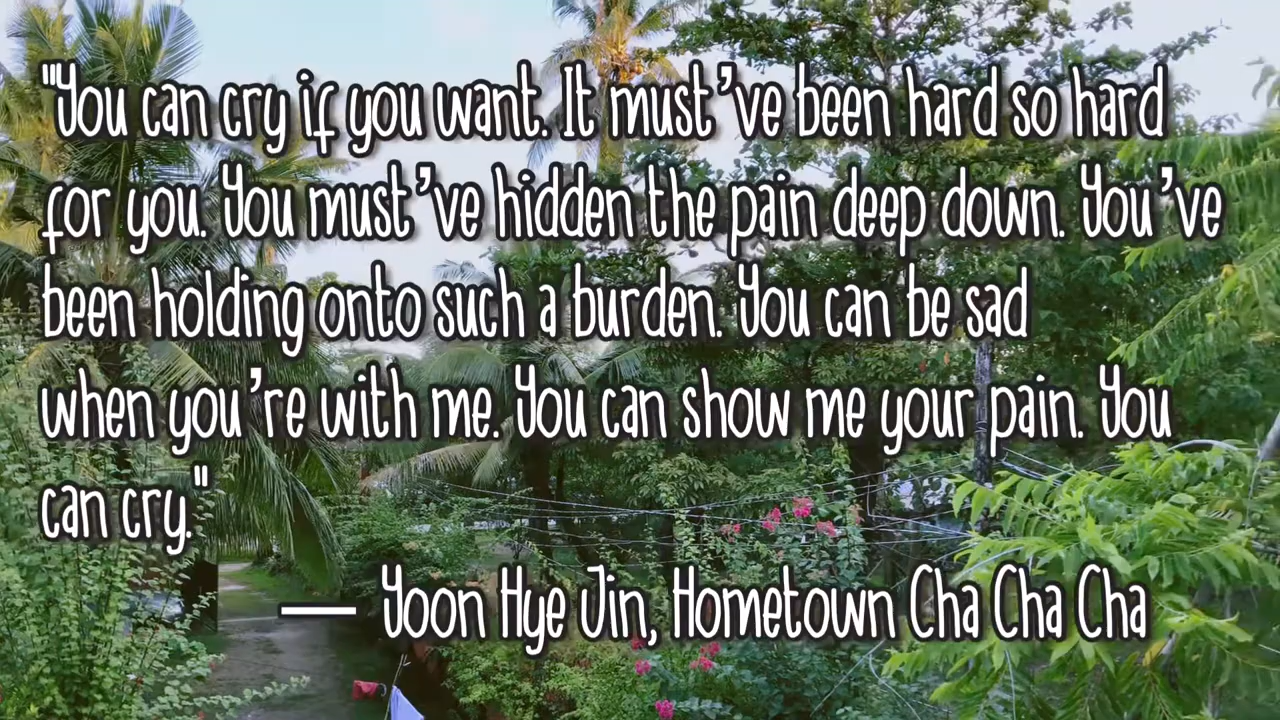 "You can cry if you want. It must've been hard so hard
for you. You must've hidden the pain deep down. You've
been holding onto such a burden. You can be sad
when you're with me. You can show me your pain. You
can cry."
— Yoon Hye Jin, Hometown Cha Cha Cha